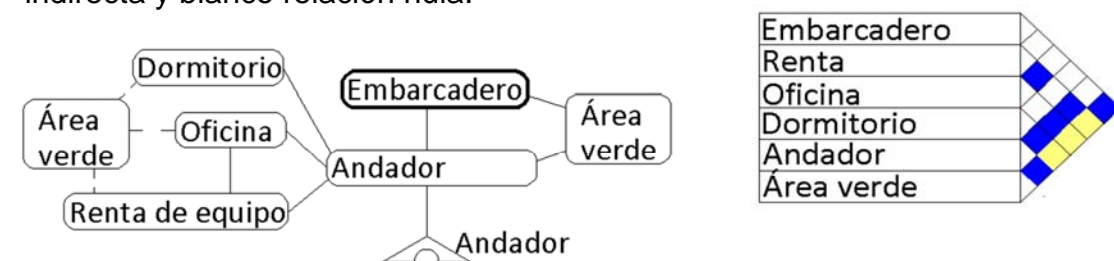 indirecta y blanco relación nula.
Dormitorio
Embarcadero
Área
verde
Oficina
Área
verde
Andador
Renta de equipo
Andador
Embarcadero
Renta
Oficina
Dormitorio
Andador
Área verde